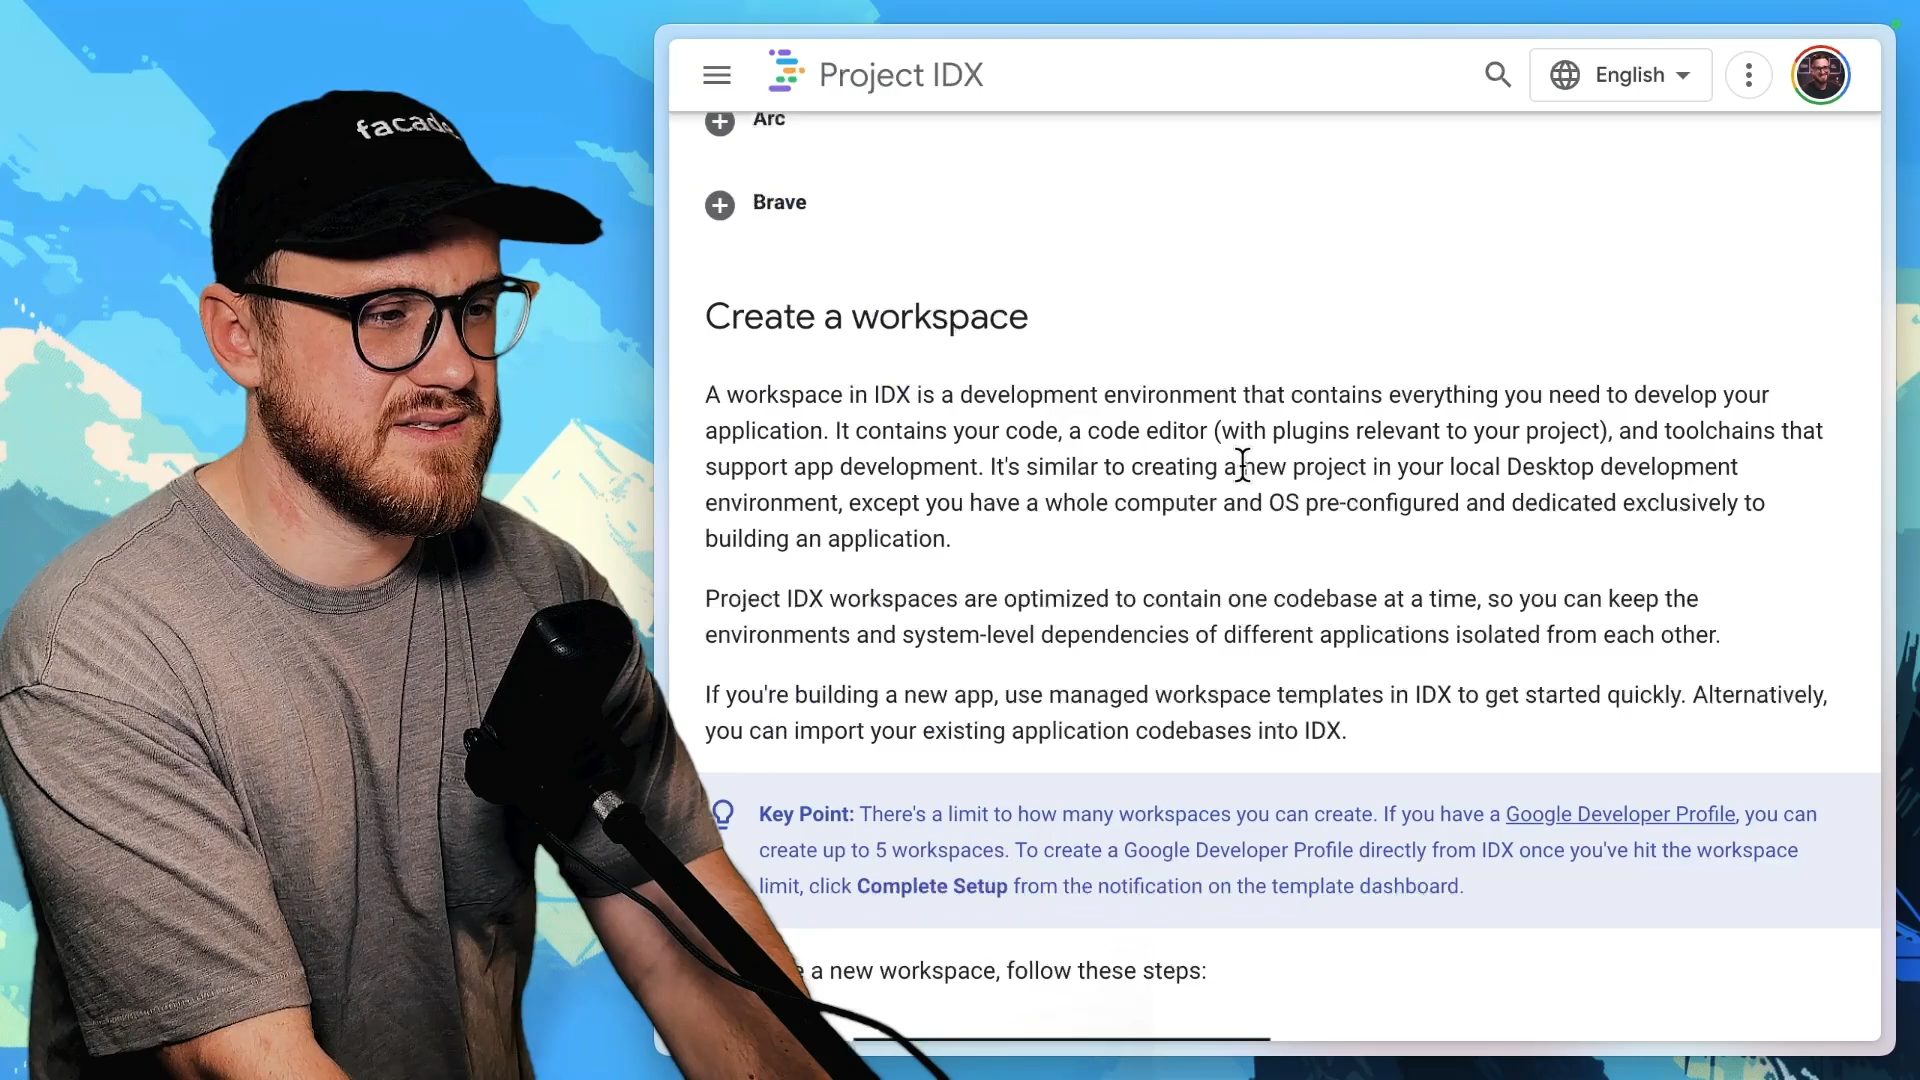 facade
Project IDX
English
Arc
Brave
Create a workspace
A workspace in IDX is a development environment that contains everything you need to develop your
application. It contains your code, a code editor (with plugins relevant to your project), and toolchains that
support app development. It's similar to creating a new project in your local Desktop development
environment, except you have a whole computer and OS pre-configured and dedicated exclusively to
building an application.
Project IDX workspaces are optimized to contain one codebase at a time, so you can keep the
environments and system-level dependencies of different applications isolated from each other.
If you're building a new app, use managed workspace templates in IDX to get started quickly. Alternatively,
you can import your existing application codebases into IDX.
Key Point: There's a limit to how many workspaces you can create. If you have a Google Developer Profile, you can
create up to 5 workspaces. To create a Google Developer Profile directly from IDX once you've hit the workspace
limit, click Complete Setup from the notification on the template dashboard.
a new workspace, follow these steps: